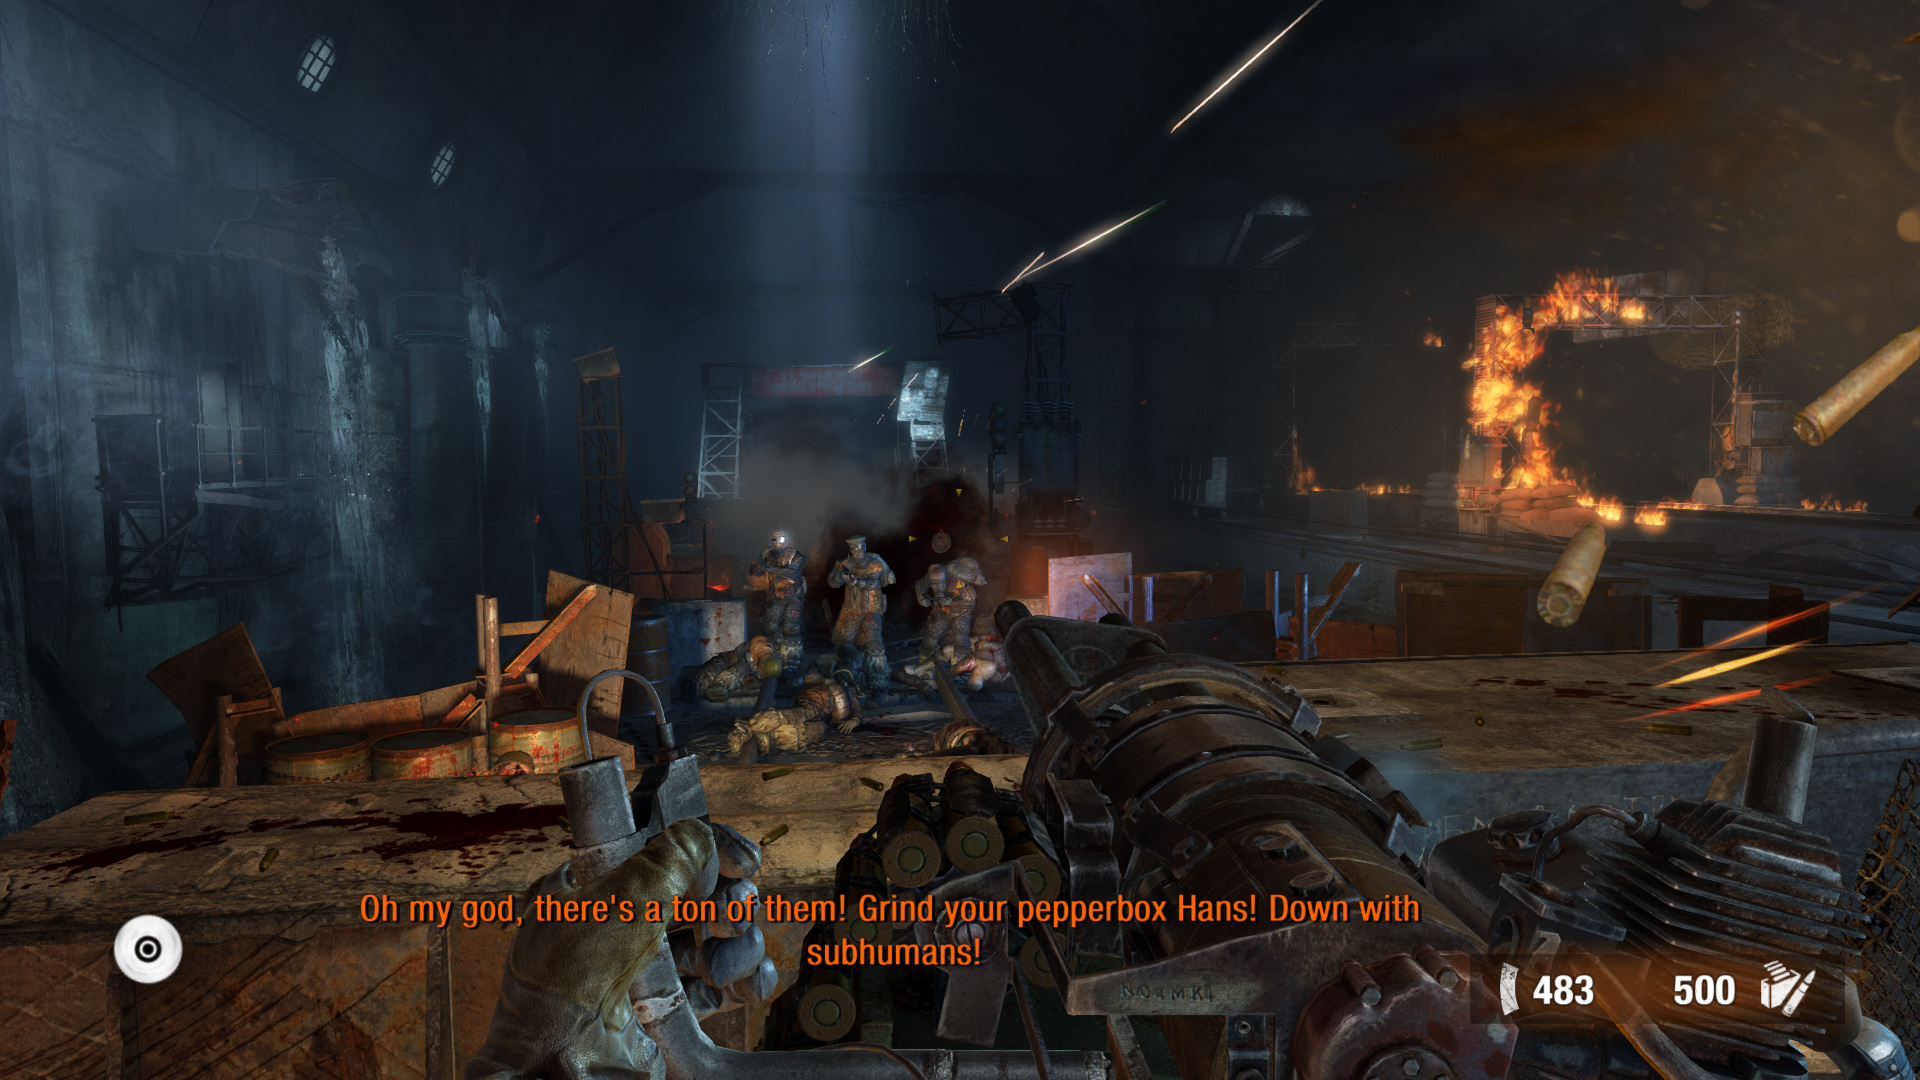 Oh my god, there's a ton of them! Grind your pepperbox Hans! Down with
subhumans!
483
500